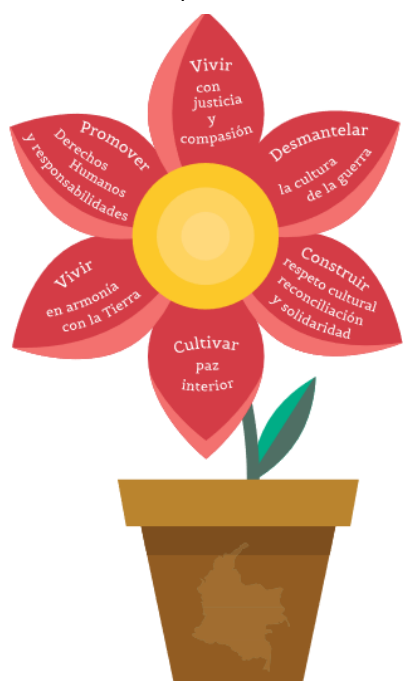 Vivir
con
justicia
y
compasión
Desmantelar
la cultura
de la guerra
Construir
respeto cultural
reconciliación
y solidaridad
Cultivar
paz
interior
Vivir
en armonía
con la Tierra
Promover
Derechos
Humanos
y responsabilidades